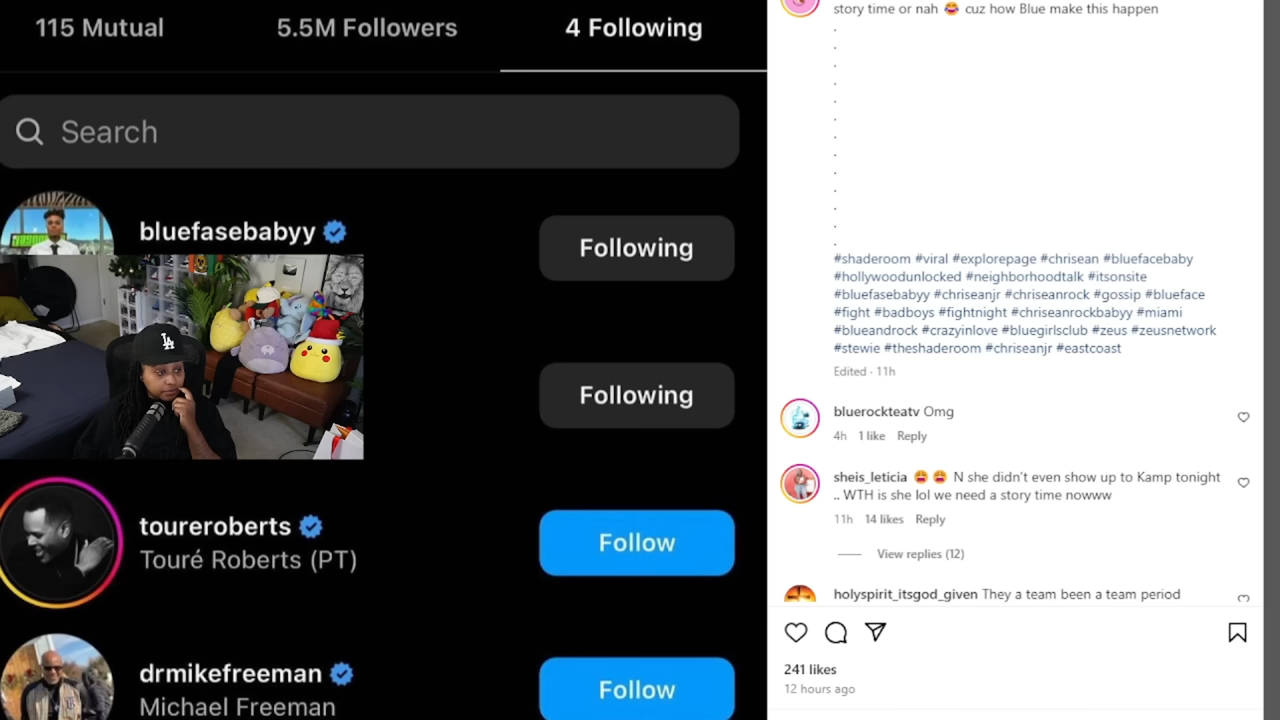 115 Mutual
5.5M Followers
4 Following
Search
bluefasebabyy
Following
Following
toureroberts
Touré Roberts (PT)
Follow
drmikefreeman
Michael Freeman
Follow
LA
story time or nah 😂 cuz how Blue make this happen
.
.
.
.
.
.
.
.
.
.
.
.
.
#shaderoom #viral #explorepage #chrisean #bluefacebaby
#hollywoodunlocked #neighborhoodtalk #itsonsite
#bluefasebabyy #chriseanjr #chriseanrock #gossip #blueface
#fight #badboys #fightnight #chriseanrockbabyy #miami
#blueandrock #crazyinlove #bluegirlsclub #zeus #zeusnetwork
#stewie #theshaderoom #chriseanjr #eastcoast
Edited · 11h
bluerockteatv Omg
4h 1 like Reply
sheis_leticia 😩 😩 N she didn't even show up to Kamp tonight
.. WTH is she lol we need a story time nowww
11h 14 likes Reply
View replies (12)
holyspirit_itsgod_given They a team been a team period
241 likes
12 hours ago